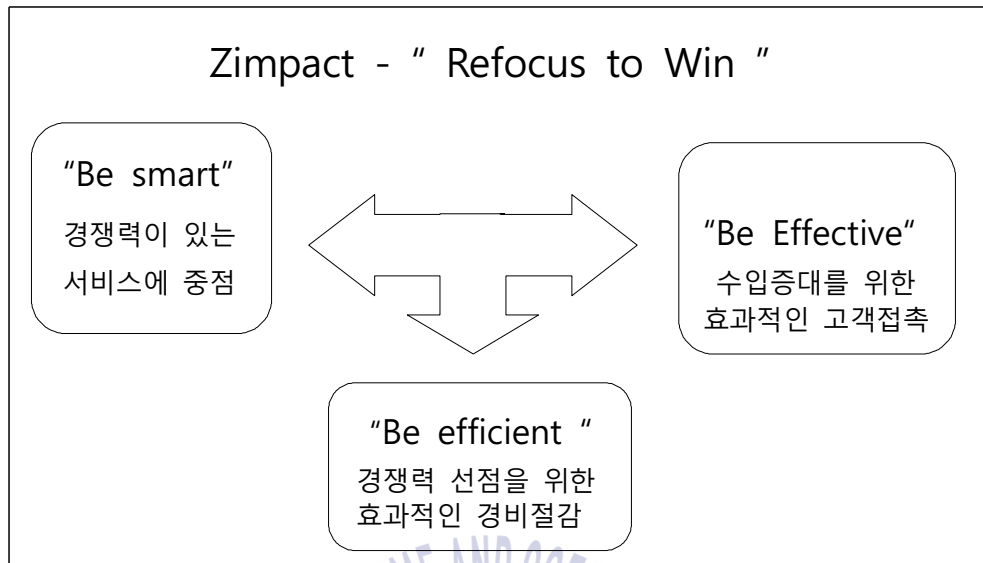 Zimpact - “ Refocus to Win ”
“Be smart”
경쟁력이 있는
서비스에 중점
“Be Effective“
수입증대를 위한
효과적인 고객접촉
“Be efficient “
경쟁력 선점을 위한
효과적인 경비절감